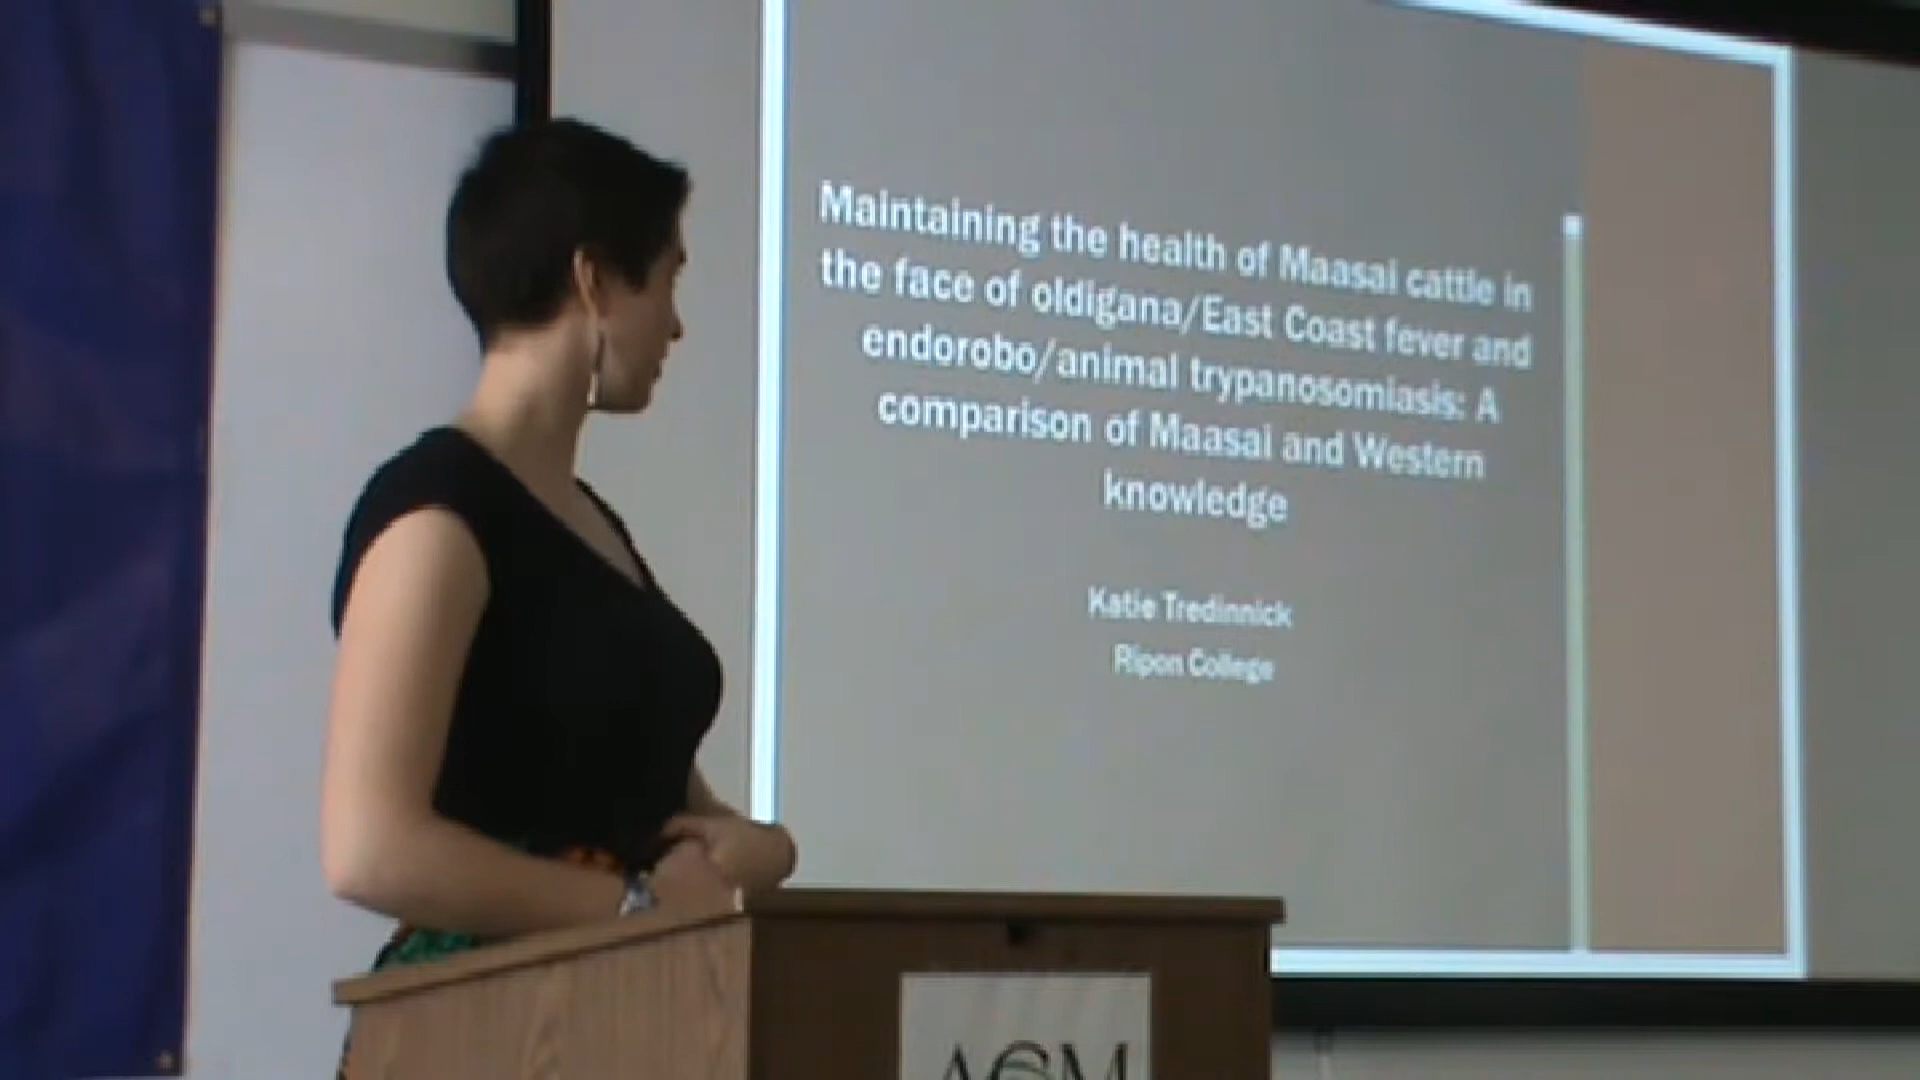 Maintaining the health of Maasai cattle in
the face of oldigana/East Coast fever and
endorobo/animal trypanosomiasis: A
comparison of Maasai and Western
knowledge
Katie Tredinnick
Ripon College
ACM